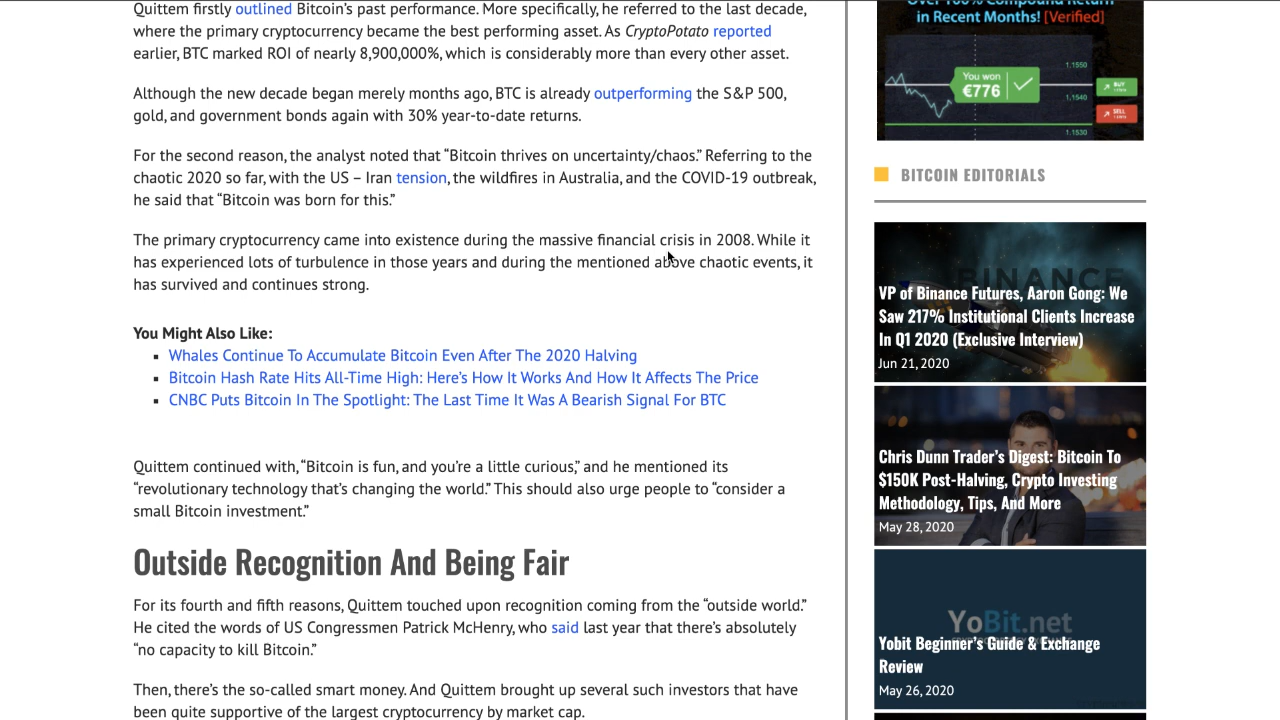 Quittem firstly outlined Bitcoin’s past performance. More specifically, he referred to the last decade,
where the primary cryptocurrency became the best performing asset. As CryptoPotato reported
earlier, BTC marked ROI of nearly 8,900,000%, which is considerably more than every other asset.
Although the new decade began merely months ago, BTC is already outperforming the S&P 500,
gold, and government bonds again with 30% year-to-date returns.
For the second reason, the analyst noted that “Bitcoin thrives on uncertainty/chaos.” Referring to the
chaotic 2020 so far, with the US – Iran tension, the wildfires in Australia, and the COVID-19 outbreak,
he said that “Bitcoin was born for this.”
The primary cryptocurrency came into existence during the massive financial crisis in 2008. While it
has experienced lots of turbulence in those years and during the mentioned above chaotic events, it
has survived and continues strong.
You Might Also Like:
Whales Continue To Accumulate Bitcoin Even After The 2020 Halving
Bitcoin Hash Rate Hits All-Time High: Here’s How It Works And How It Affects The Price
CNBC Puts Bitcoin In The Spotlight: The Last Time It Was A Bearish Signal For BTC
Quittem continued with, “Bitcoin is fun, and you’re a little curious,” and he mentioned its
“revolutionary technology that’s changing the world.” This should also urge people to “consider a
small Bitcoin investment.”
Outside Recognition And Being Fair
For its fourth and fifth reasons, Quittem touched upon recognition coming from the “outside world.”
He cited the words of US Congressmen Patrick McHenry, who said last year that there’s absolutely
“no capacity to kill Bitcoin.”
Then, there’s the so-called smart money. And Quittem brought up several such investors that have
been quite supportive of the largest cryptocurrency by market cap.
Over 100% Compound Return
in Recent Months! [Verified]
You won
€776
1.1550
1.1540
1.1530
BUY
SELL
BITCOIN EDITORIALS
BINANCE
VP of Binance Futures, Aaron Gong: We
Saw 217% Institutional Clients Increase
In Q1 2020 (Exclusive Interview)
Jun 21, 2020
Chris Dunn Trader’s Digest: Bitcoin To
$150K Post-Halving, Crypto Investing
Methodology, Tips, And More
May 28, 2020
YoBit.net
Yobit Beginner’s Guide & Exchange
Review
May 26, 2020